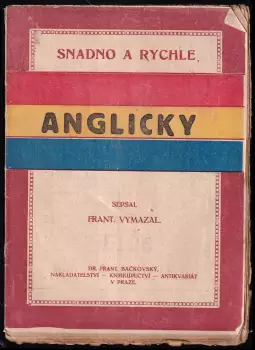 SNADNO A RYCHLE
ANGLICKY
SEPSAL
FRANT. VYMAZAL.
DR. FRANT. BAČKOVSKÝ,
NAKLADATELSTVÍ — KNIHKUPECTVÍ — ANTIKVARIÁT
V PRAZE.